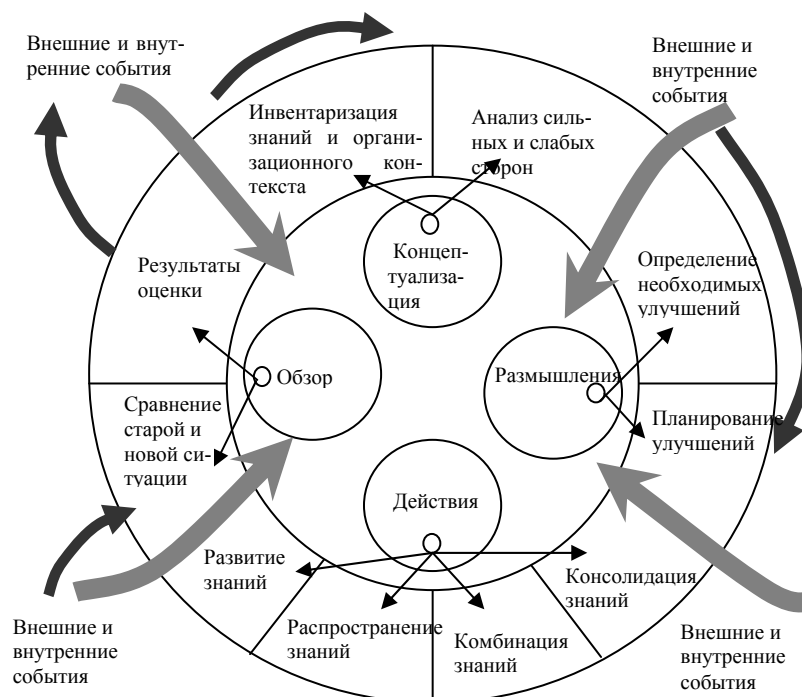 Внешние и внут-
ренние события
Внешние и
внутренние
события
Инвентаризация
знаний и органи-
зационного кон-
текста
Анализ силь-
ных и слабых
сторон
Концеп-
туализа-
ция
Результаты
оценки
Определение
необходимых
улучшений
Обзор
Размышления
Сравнение
старой и
новой си-
туации
Планирование
улучшений
Действия
Развитие
знаний
Консолидация
знаний
Распространение
знаний
Комбинация
знаний
Внешние и
внутренние
события
Внешние и
внутренние
события